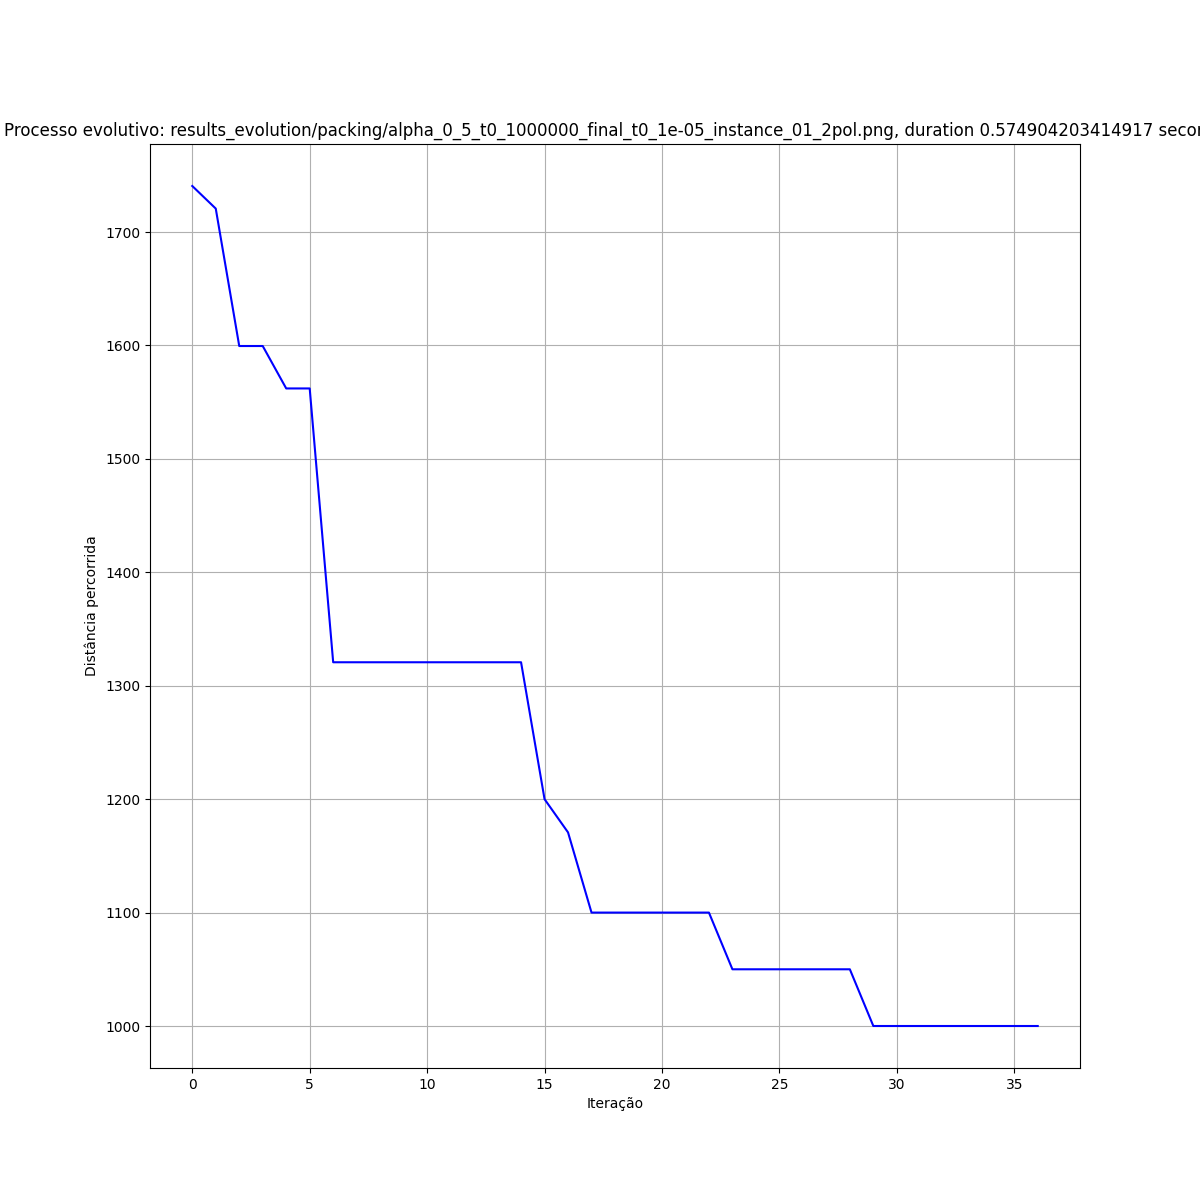 Processo evolutivo: results_evolution/packing/alpha_0_5_t0_1000000_final_t0_1e-05_instance_01_2pol.png, duration 0.574904203414917 secon
1700
1600
1500
1400
1300
1200
1100
1000
Distância percorrida
0 5 10 15 20 25 30 35
Iteração